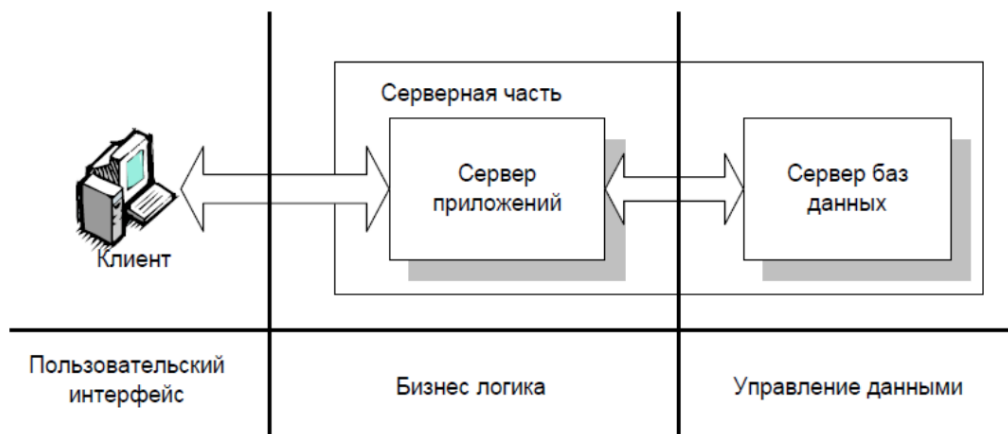 Серверная часть
Сервер
приложений
Сервер баз
данных
Клиент
Пользовательский
интерфейс
Бизнес логика
Управление данными